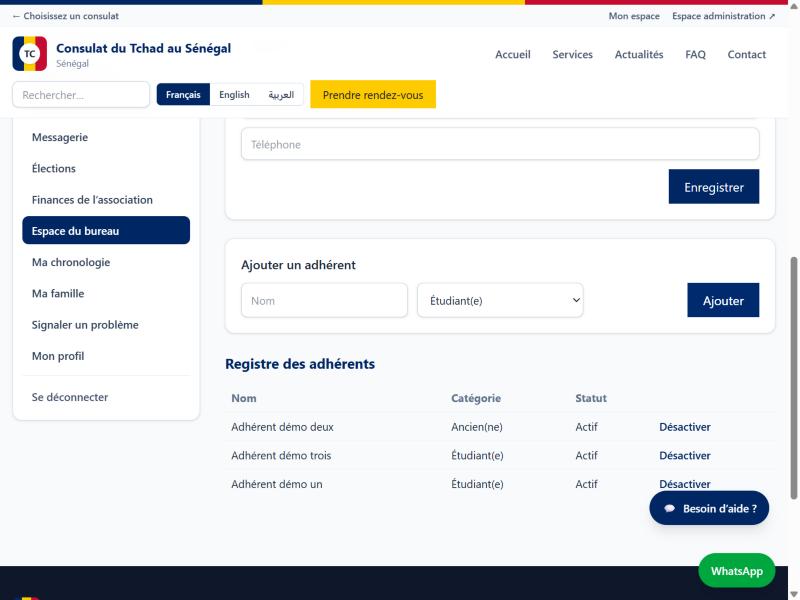 ← Choisissez un consulat
Mon espace
Espace administration ↗
TC
Consulat du Tchad au Sénégal
Sénégal
Accueil
Services
Actualités
FAQ
Contact
Rechercher...
Français
English
العربية
Prendre rendez-vous
Messagerie
Élections
Finances de l'association
Espace du bureau
Ma chronologie
Ma famille
Signaler un problème
Mon profil
Se déconnecter
Téléphone
Enregistrer
Ajouter un adhérent
Nom
Étudiant(e)
Ajouter
Registre des adhérents
Nom Catégorie Statut
Adhérent démo deux Ancien(ne) Actif Désactiver
Adhérent démo trois Étudiant(e) Actif Désactiver
Adhérent démo un Étudiant(e) Actif Désactiver
Besoin d'aide ?
WhatsApp